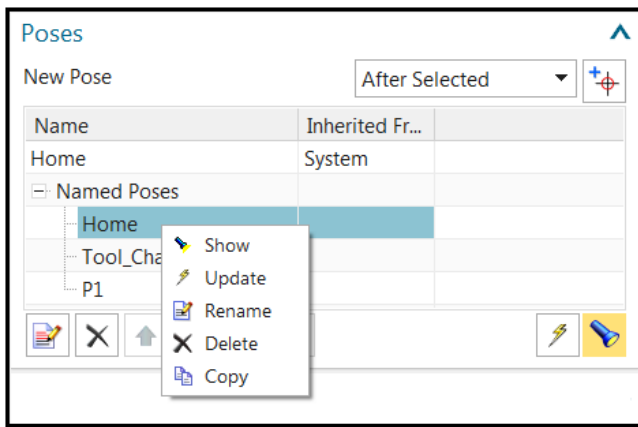 Poses
New Pose
After Selected
Name Inherited Fr...
Home System
Named Poses
Home
Tool_Cha
P1
Show
Update
Rename
Delete
Copy